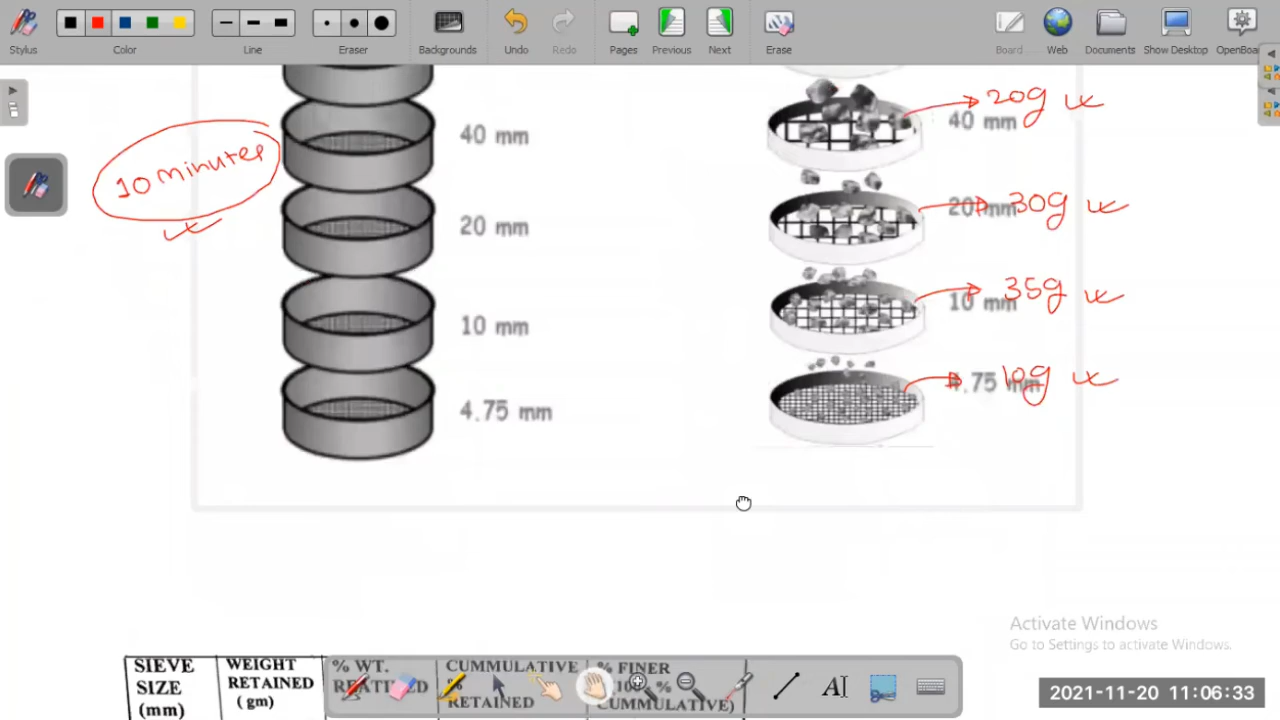 Stylus
Color
Line
Eraser
Backgrounds
Undo
Redo
Pages
Previous
Next
Erase
Board
Web
Documents
Show Desktop
40 mm
20 mm
10 mm
4.75 mm
10 minutes
40 mm
20g
20 mm
30g
10 mm
35g
10g
SIEVE
SIZE
(mm)
WEIGHT
RETAINED
( gm)
% WT.
CUMMULATIVE
%
RETAINED
% FINER
CUMMULATIVE)
Activate Windows
Go to Settings to activate Windows.
2021-11-20 11:06:33